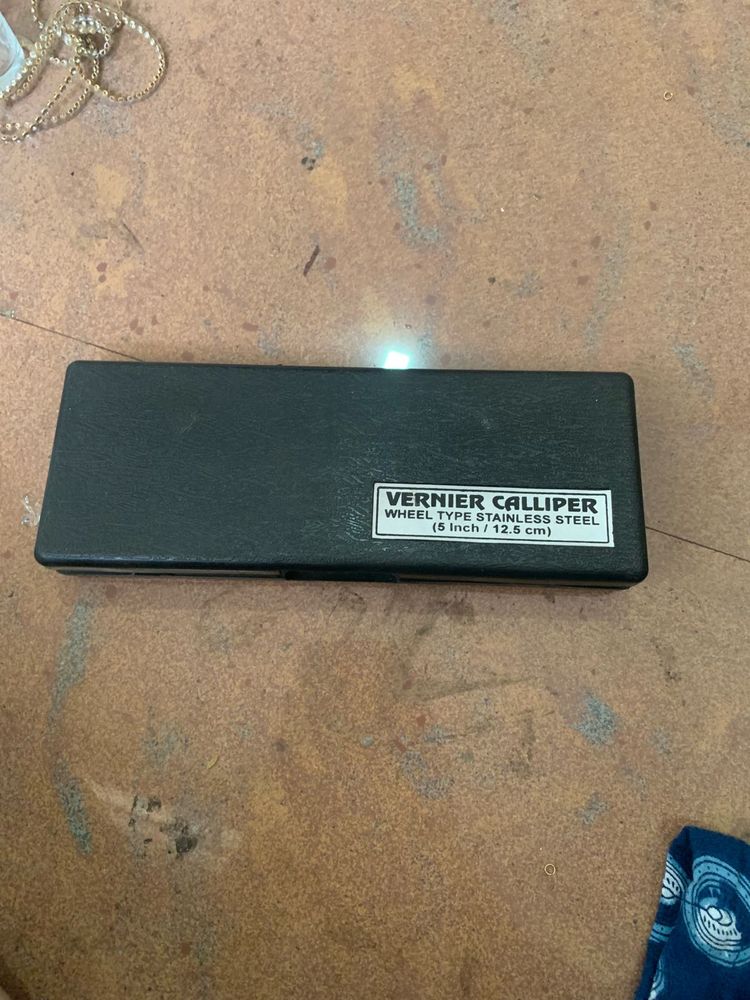 VERNIER CALLIPER
WHEEL TYPE STAINLESS STEEL
(5 Inch / 12.5 cm)